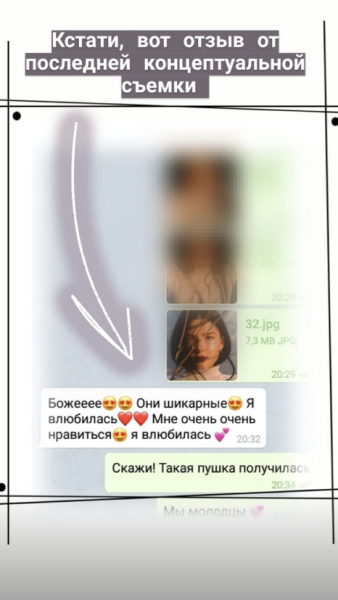 Кстати, вот отзыв от
последней концептуальной
съемки
20:29
32.jpg
7,3 MB JPG
20:29
Божееее😍😍 Они шикарные😍 Я
влюбилась❤️❤️ Мне очень очень
нравиться😍 я влюбилась 💕
20:32
Скажи! Такая пушка получилась
20:34
Мы молодцы 💕